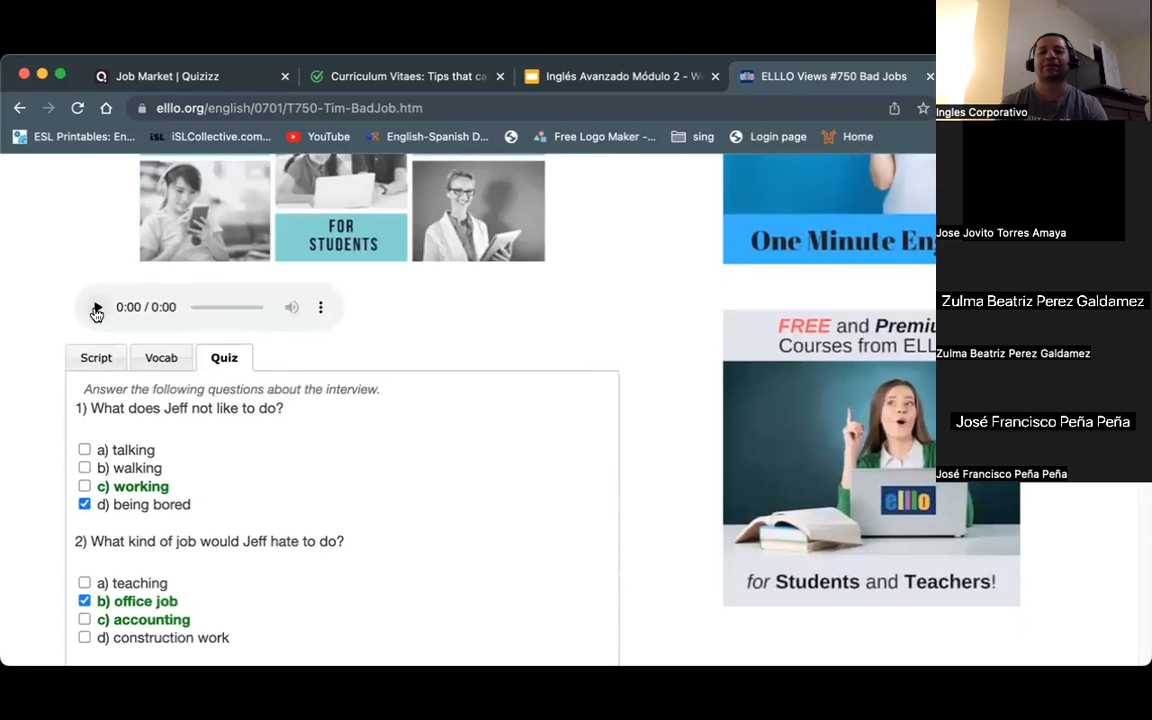 Job Market | Quizizz
Curriculum Vitaes: Tips that ca
Inglés Avanzado Módulo 2 - W
ELLLO Views #750 Bad Jobs
elllo.org/english/0701/T750-Tim-BadJob.htm
ESL Printables: En...
iSL iSLCollective.com...
YouTube
English-Spanish D...
Free Logo Maker -...
sing
Login page
Home
FOR
STUDENTS
One Minute En
0:00 / 0:00
FREE and Premiu
Courses from ELL
Script
Vocab
Quiz
Answer the following questions about the interview.
1) What does Jeff not like to do?
a) talking
b) walking
c) working
d) being bored
2) What kind of job would Jeff hate to do?
a) teaching
b) office job
c) accounting
d) construction work
elllo
for Students and Teachers!
Ingles Corporativo
Jose Jovito Torres Amaya
Zulma Beatriz Perez Galdamez
Zulma Beatriz Perez Galdamez
José Francisco Peña Peña
José Francisco Peña Peña